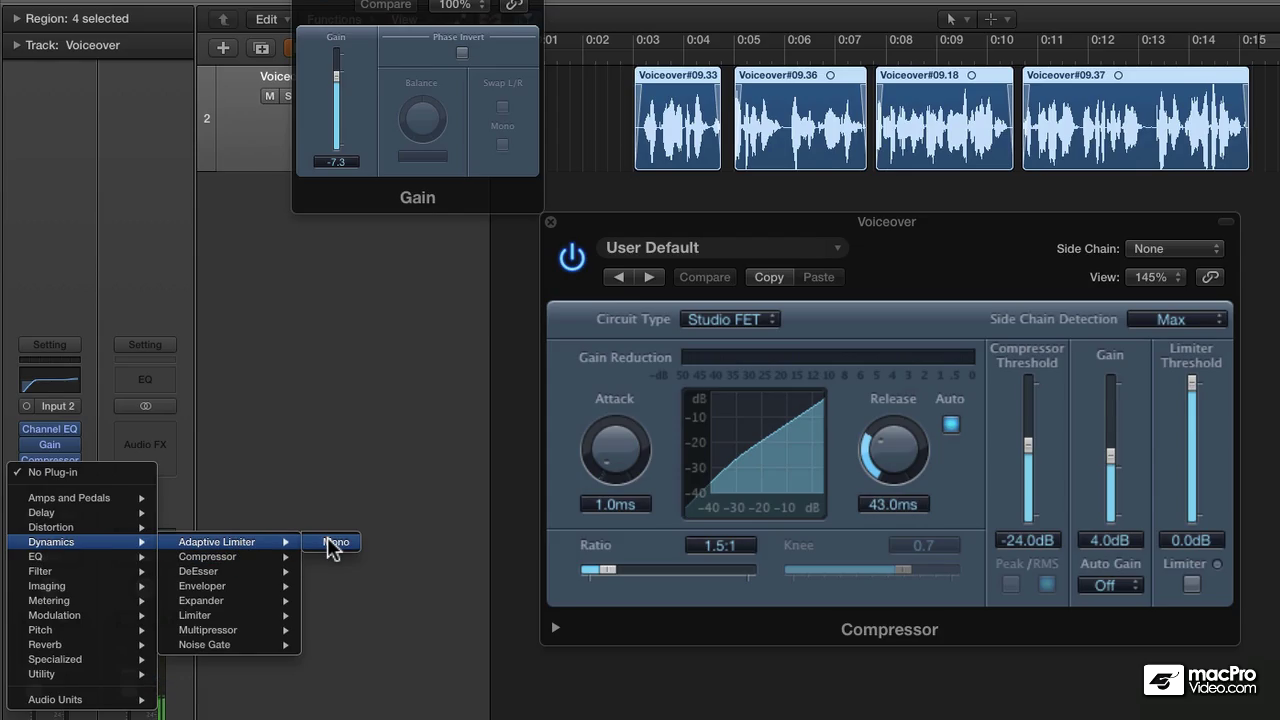 Region: 4 selected
Track: Voiceover
Edit
Functions
View
Compare
100%
:01
0:02
0:03
0:04
0:05
0:06
0:07
0:08
0:09
0:10
0:11
0:12
0:13
0:14
0:15
2
M S
Voiceover#09.33
Voiceover#09.36
Voiceover#09.18
Voiceover#09.37
Gain
Phase Invert
Balance
Swap L/R
Mono
-7.3
Gain
Voiceover
User Default
Side Chain: None
Compare
Copy
Paste
View: 145%
Circuit Type Studio FET
Side Chain Detection Max
Gain Reduction
-dB 50 45 40 35 30 25 20 15 12 10 8 6 5 4 3 2 1 .5 0
Attack
1.0ms
dB
-10
-20
-30
-40
-40 -30 -20 -10 dB
Release
43.0ms
Auto
Compressor
Threshold
-24.0dB
Peak /RMS
Gain
4.0dB
Auto Gain
Off
Limiter
Threshold
0.0dB
Limiter
Ratio 1.5:1
Knee 0.7
Compressor
Setting
Setting
EQ
Input 2
Channel EQ
Gain
Compressor
Audio FX
✓ No Plug-in
Amps and Pedals
Delay
Distortion
Dynamics
EQ
Filter
Imaging
Metering
Modulation
Pitch
Reverb
Specialized
Utility
Audio Units
Adaptive Limiter
Compressor
DeEsser
Enveloper
Expander
Limiter
Multipressor
Noise Gate
macPro
Video.com